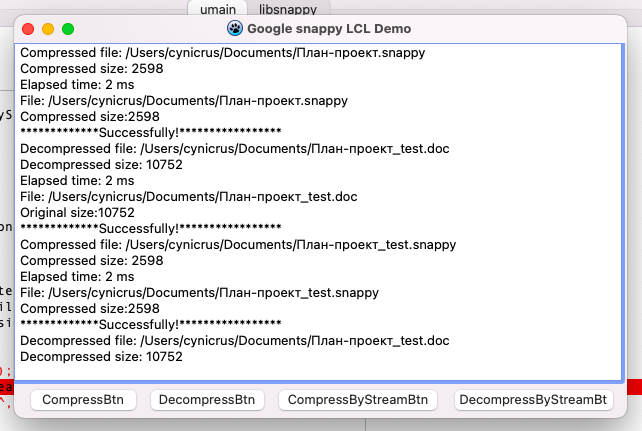 umain libsnappy
Google snappy LCL Demo
Compressed file: /Users/cynicrus/Documents/План-проект.snappy
Compressed size: 2598
Elapsed time: 2 ms
File: /Users/cynicrus/Documents/План-проект.snappy
Compressed size:2598
*************Successfully!*****************
Decompressed file: /Users/cynicrus/Documents/План-проект_test.doc
Decompressed size: 10752
Elapsed time: 2 ms
File: /Users/cynicrus/Documents/План-проект_test.doc
Original size:10752
*************Successfully!*****************
Compressed file: /Users/cynicrus/Documents/План-проект_test.snappy
Compressed size: 2598
Elapsed time: 2 ms
File: /Users/cynicrus/Documents/План-проект_test.snappy
Compressed size:2598
*************Successfully!*****************
Decompressed file: /Users/cynicrus/Documents/План-проект_test.doc
Decompressed size: 10752
CompressBtn DecompressBtn CompressByStreamBtn DecompressByStreamBt